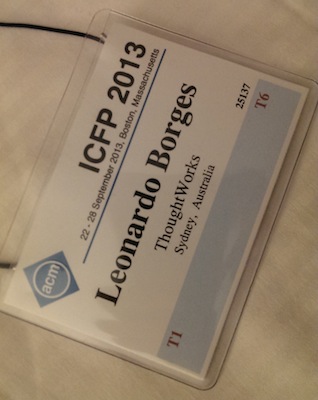 acm
ICFP 2013
22 - 28 September 2013, Boston, Massachusetts
Leonardo Borges
ThoughtWorks
Sydney, Australia
25137
T1 T6